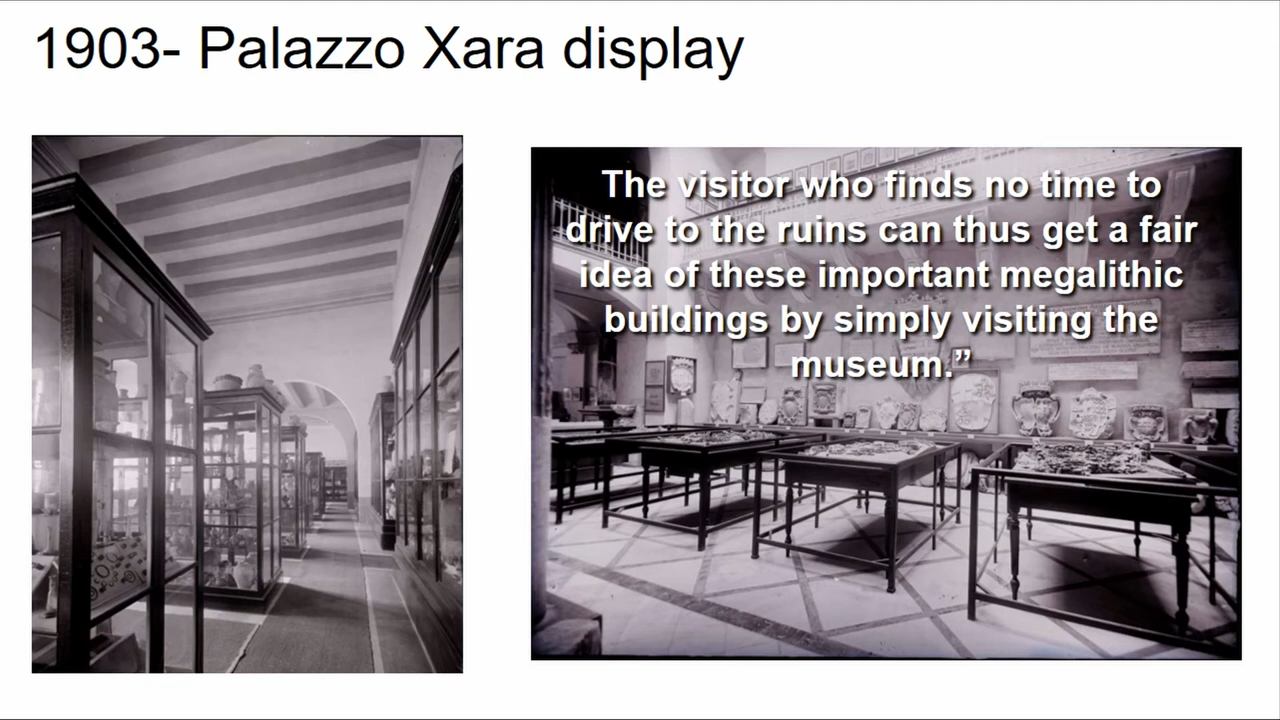 1903- Palazzo Xara display
The visitor who finds no time to
drive to the ruins can thus get a fair
idea of these important megalithic
buildings by simply visiting the
museum.”